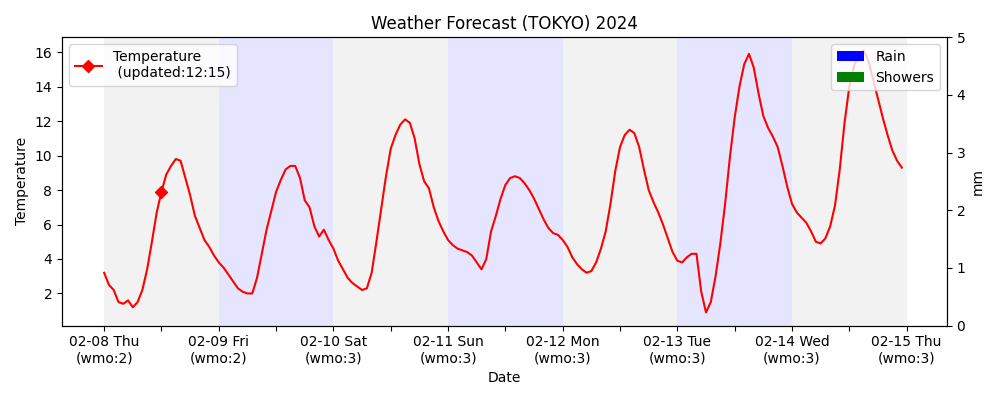 Weather Forecast (TOKYO) 2024
Temperature
(updated:12:15)
Rain
Showers
16
14
12
10
8
6
4
2
Temperature
5
4
3
2
1
0
mm
02-08 Thu
(wmo:2)
02-09 Fri
(wmo:2)
02-10 Sat
(wmo:3)
02-11 Sun
(wmo:3)
02-12 Mon
(wmo:3)
02-13 Tue
(wmo:3)
02-14 Wed
(wmo:3)
02-15 Thu
(wmo:3)
Date